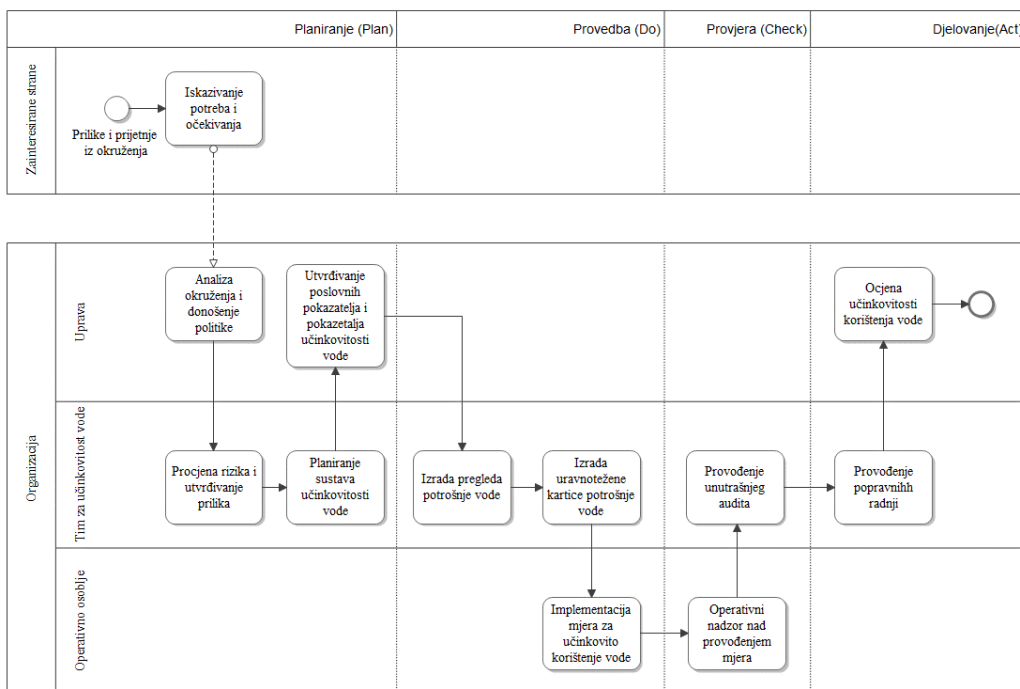 Planiranje (Plan)
Provedba (Do)
Provjera (Check)
Djelovanje(Act)
Zainteresirane strane
Prilike i prijetnje
iz okruženja
Iskazivanje
potreba i
očekivanja
Organizacija
Uprava
Analiza
okruženja i
donošenje
politike
Utvrđivanje
poslovnih
pokazatelja i
pokazetalja
učinkovitosti
vode
Ocjena
učinkovitosti
korištenja vode
Tim za učinkovitost vode
Procjena rizika i
utvrđivanje
prilika
Planiranje
sustava
učinkovitosti
vode
Izrada pregleda
potrošnje vode
Izrada
uravnotežene
kartice potrošnje
vode
Provođenje
unutrašnjeg
audita
Provođenje
popravnihh
radnji
Operativno osoblje
Implementacija
mjera za
učinkovito
korištenje vode
Operativni
nadzor nad
provođenjem
mjera